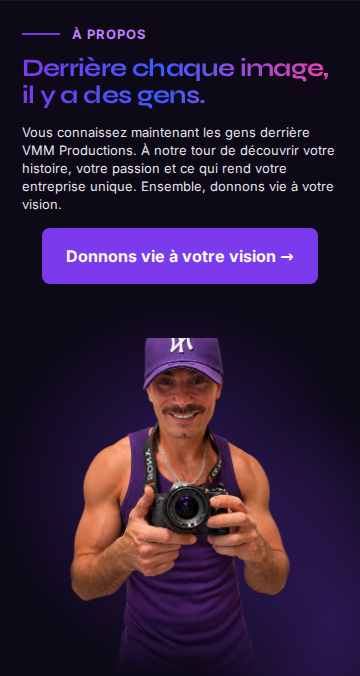 À PROPOS
Derrière chaque image,
il y a des gens.
Vous connaissez maintenant les gens derrière
VMM Productions. À notre tour de découvrir votre
histoire, votre passion et ce qui rend votre
entreprise unique. Ensemble, donnons vie à votre
vision.
Donnons vie à votre vision →